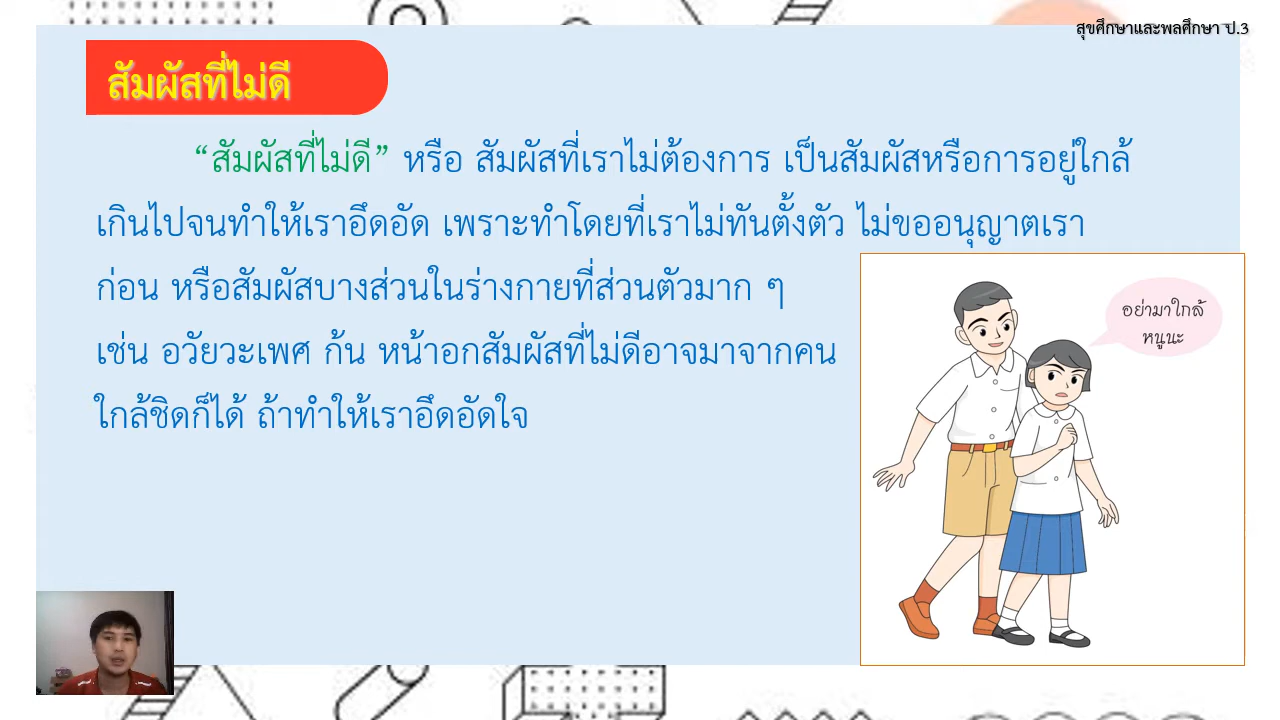 สุขศึกษาและพลศึกษา ป.3
สัมผัสที่ไม่ดี
“สัมผัสที่ไม่ดี” หรือ สัมผัสที่เราไม่ต้องการ เป็นสัมผัสหรือการอยู่ใกล้
เกินไปจนทำให้เราอึดอัด เพราะทำโดยที่เราไม่ทันตั้งตัว ไม่ขออนุญาตเรา
ก่อน หรือสัมผัสบางส่วนในร่างกายที่ส่วนตัวมาก ๆ
เช่น อวัยวะเพศ ก้น หน้าอกสัมผัสที่ไม่ดีอาจมาจากคน
ใกล้ชิดก็ได้ ถ้าทำให้เราอึดอัดใจ
อย่ามาใกล้
หนูนะ